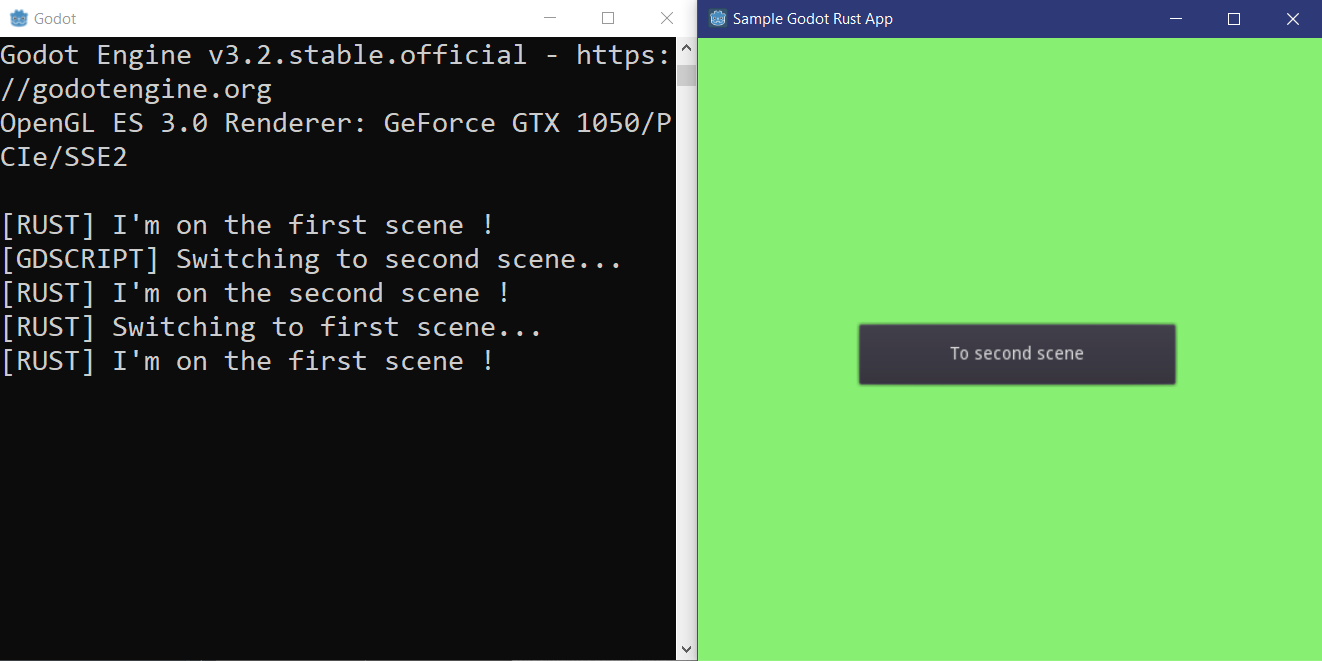 Godot
Godot Engine v3.2.stable.official - https:
//godotengine.org
OpenGL ES 3.0 Renderer: GeForce GTX 1050/P
CIe/SSE2
[RUST] I'm on the first scene !
[GDSCRIPT] Switching to second scene...
[RUST] I'm on the second scene !
[RUST] Switching to first scene...
[RUST] I'm on the first scene !
Sample Godot Rust App
To second scene